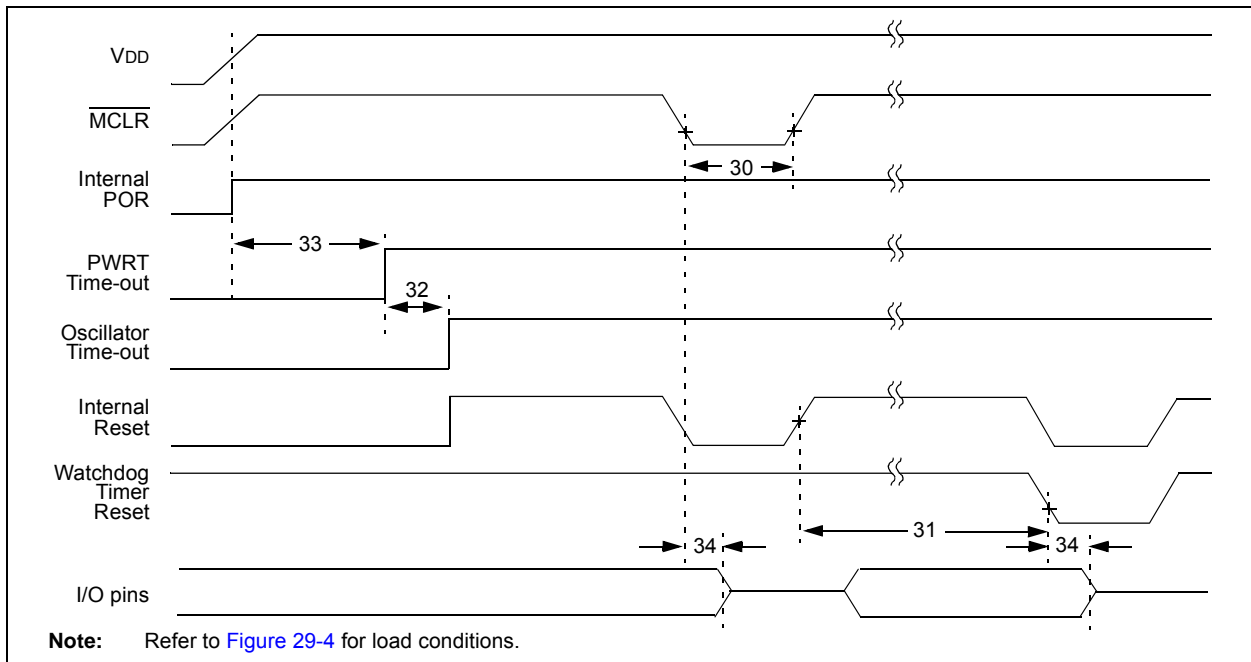 VDD
MCLR
30
Internal
POR
33
PWRT
Time-out
32
Oscillator
Time-out
Internal
Reset
Watchdog
Timer
Reset
31
34
34
I/O pins
Note: Refer to Figure 29-4 for load conditions.